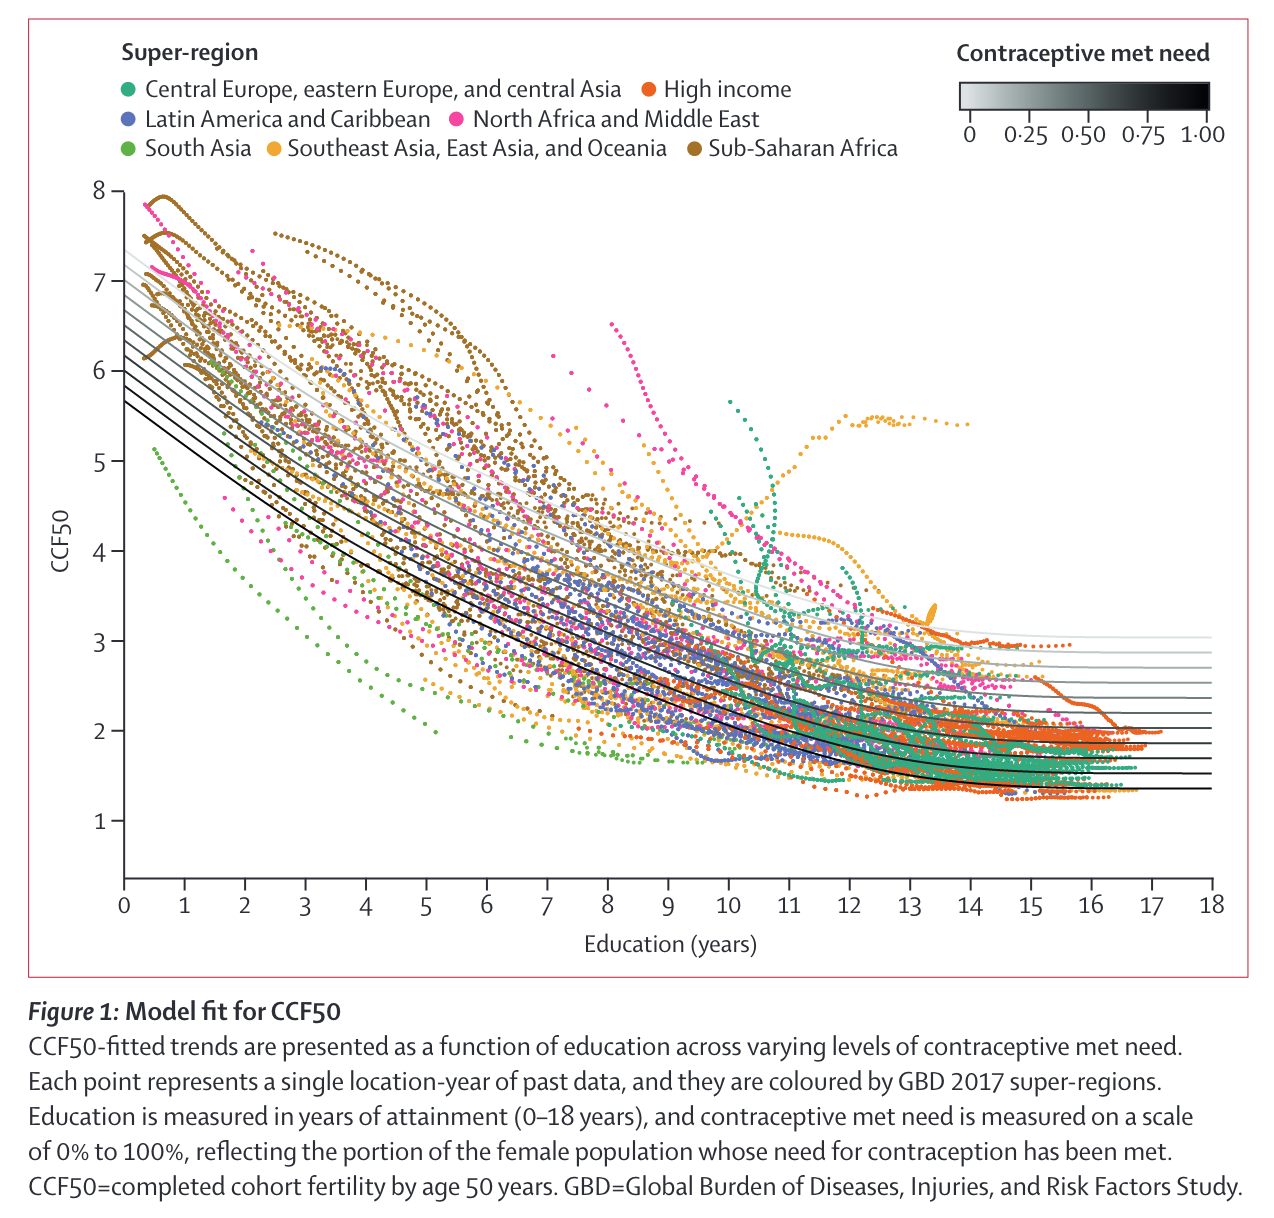 Super-region
Contraceptive met need
Central Europe, eastern Europe, and central Asia High income
Latin America and Caribbean North Africa and Middle East
South Asia Southeast Asia, East Asia, and Oceania Sub-Saharan Africa
0 0·25 0·50 0·75 1·00
8
7
6
5
4
3
2
1
CCF50
0 1 2 3 4 5 6 7 8 9 10 11 12 13 14 15 16 17 18
Education (years)
Figure 1: Model fit for CCF50
CCF50-fitted trends are presented as a function of education across varying levels of contraceptive met need.
Each point represents a single location-year of past data, and they are coloured by GBD 2017 super-regions.
Education is measured in years of attainment (0–18 years), and contraceptive met need is measured on a scale
of 0% to 100%, reflecting the portion of the female population whose need for contraception has been met.
CCF50=completed cohort fertility by age 50 years. GBD=Global Burden of Diseases, Injuries, and Risk Factors Study.